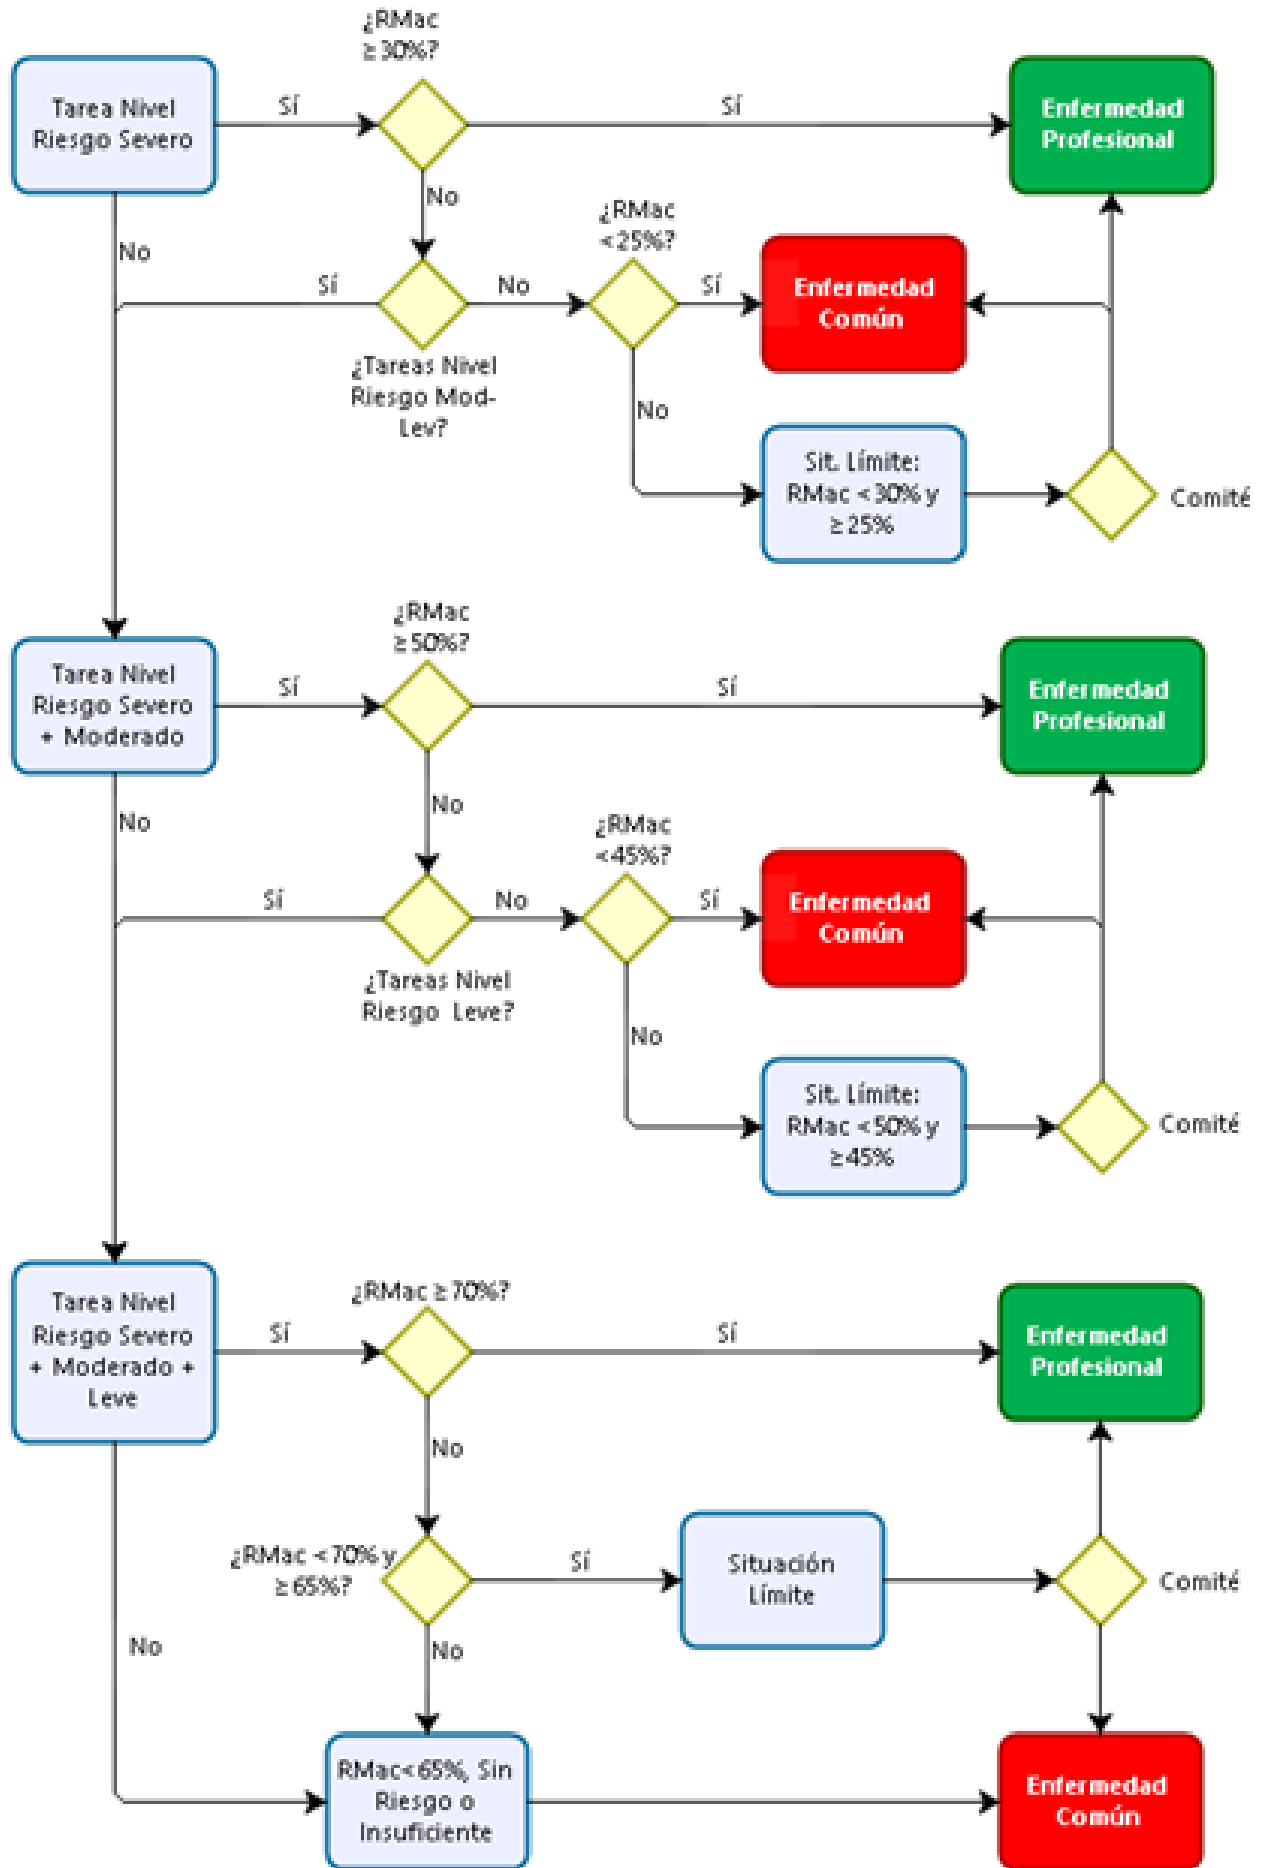 ¿RMac
≥30%?
Tarea Nivel
Riesgo Severo
Sí
Sí
Enfermedad
Profesional
No
No
¿RMac
<25%?
Sí
No
Sí
Enfermedad
Común
¿Tareas Nivel
Riesgo Mod-
Lev?
No
Sit. Límite:
RMac <30% y
≥25%
Comité
¿RMac
≥50%?
Tarea Nivel
Riesgo Severo
+ Moderado
Sí
Sí
Enfermedad
Profesional
No
No
¿RMac
<45%?
Sí
No
Sí
Enfermedad
Común
¿Tareas Nivel
Riesgo Leve?
No
Sit. Límite:
RMac <50% y
≥45%
Comité
¿RMac ≥70%?
Tarea Nivel
Riesgo Severo
+ Moderado +
Leve
Sí
Sí
Enfermedad
Profesional
No
¿RMac <70% y
≥65%?
Sí
Situación
Límite
Comité
No
No
RMac<65%, Sin
Riesgo o
Insuficiente
Enfermedad
Común